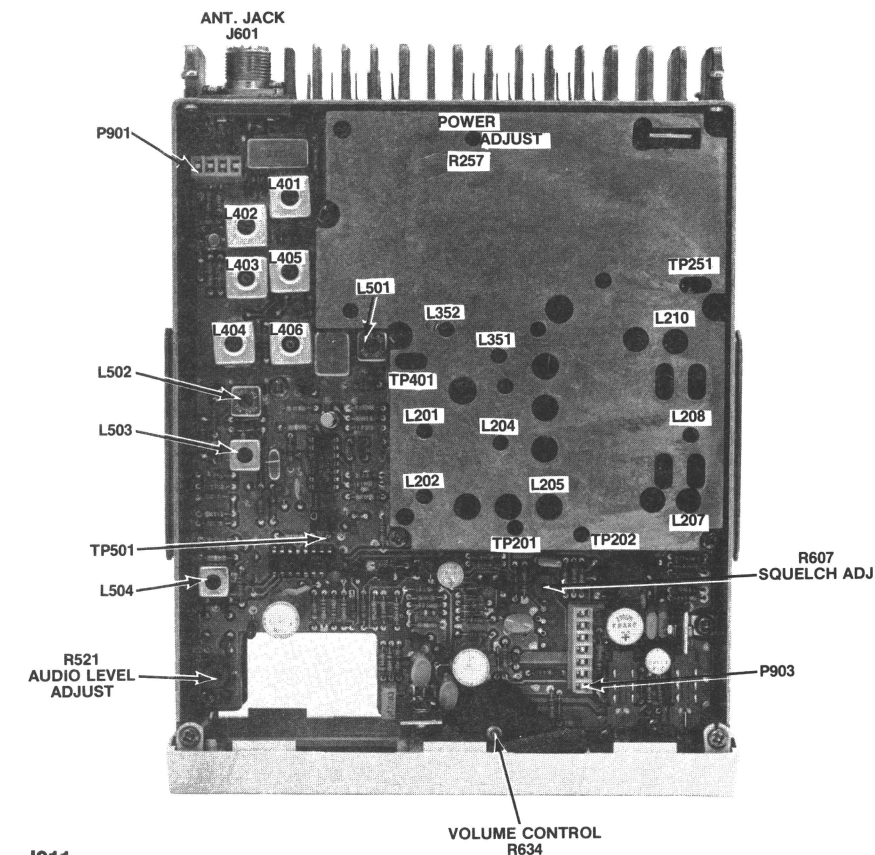 ANT. JACK
J601
P901
POWER
ADJUST
R257
L401
L402
L403
L405
TP251
L501
L352
L210
L404
L406
L351
L502
TP401
L503
L201
L204
L208
L202
L205
L207
TP501
TP201
TP202
R607
SQUELCH ADJ
L504
R521
AUDIO LEVEL
ADJUST
P903
VOLUME CONTROL
R634